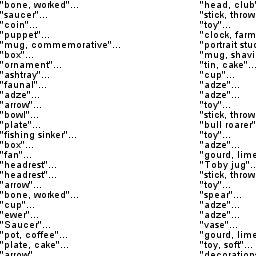 "bone, worked"... "head, club"
"saucer"... "stick, throw
"coin"... "toy"...
"puppet"... "clock, farm
"mug, commemorative"... "portrait stud
"box"... "mug, shavi
"ornament"... "tin, cake"...
"ashtray"... "cup"...
"faunal"... "adze"...
"adze"... "adze"...
"arrow"... "toy"...
"bowl"... "stick, throw
"plate"... "bull roarer"
"fishing sinker"... "toy"...
"box"... "adze"...
"fan"... "gourd, lime
"headrest"... "Toby jug"...
"headrest"... "stick, throw
"arrow"... "toy"...
"bone, worked"... "spear"...
"cup"... "adze"...
"ewer"... "adze"...
"Saucer"... "vase"...
"pot, coffee"... "gourd, lime
"plate, cake"... "toy, soft"...
"arrow" "decoration